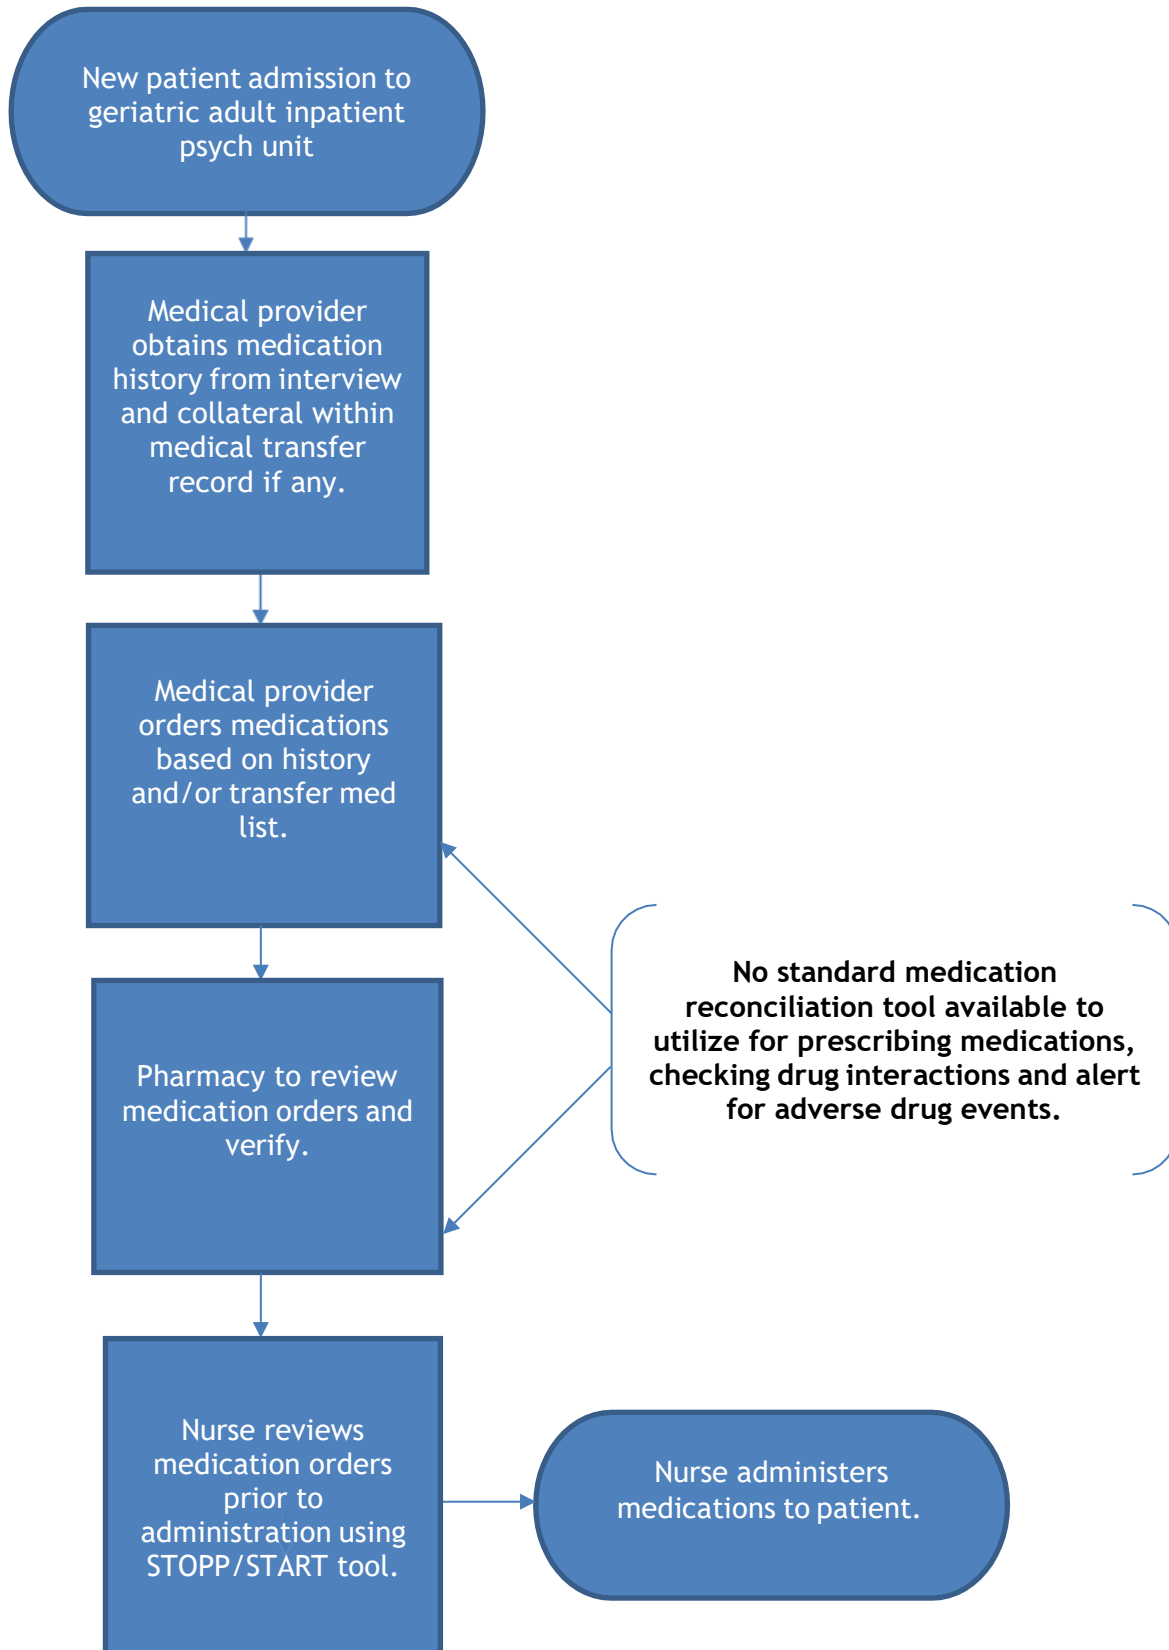 New patient admission to
geriatric adult inpatient
psych unit
Medical provider
obtains medication
history from interview
and collateral within
medical transfer
record if any.
Medical provider
orders medications
based on history
and/or transfer med
list.
No standard medication
reconciliation tool available to
utilize for prescribing medications,
checking drug interactions and alert
for adverse drug events.
Pharmacy to review
medication orders and
verify.
Nurse reviews
medication orders
prior to
administration using
STOPP/START tool.
Nurse administers
medications to patient.